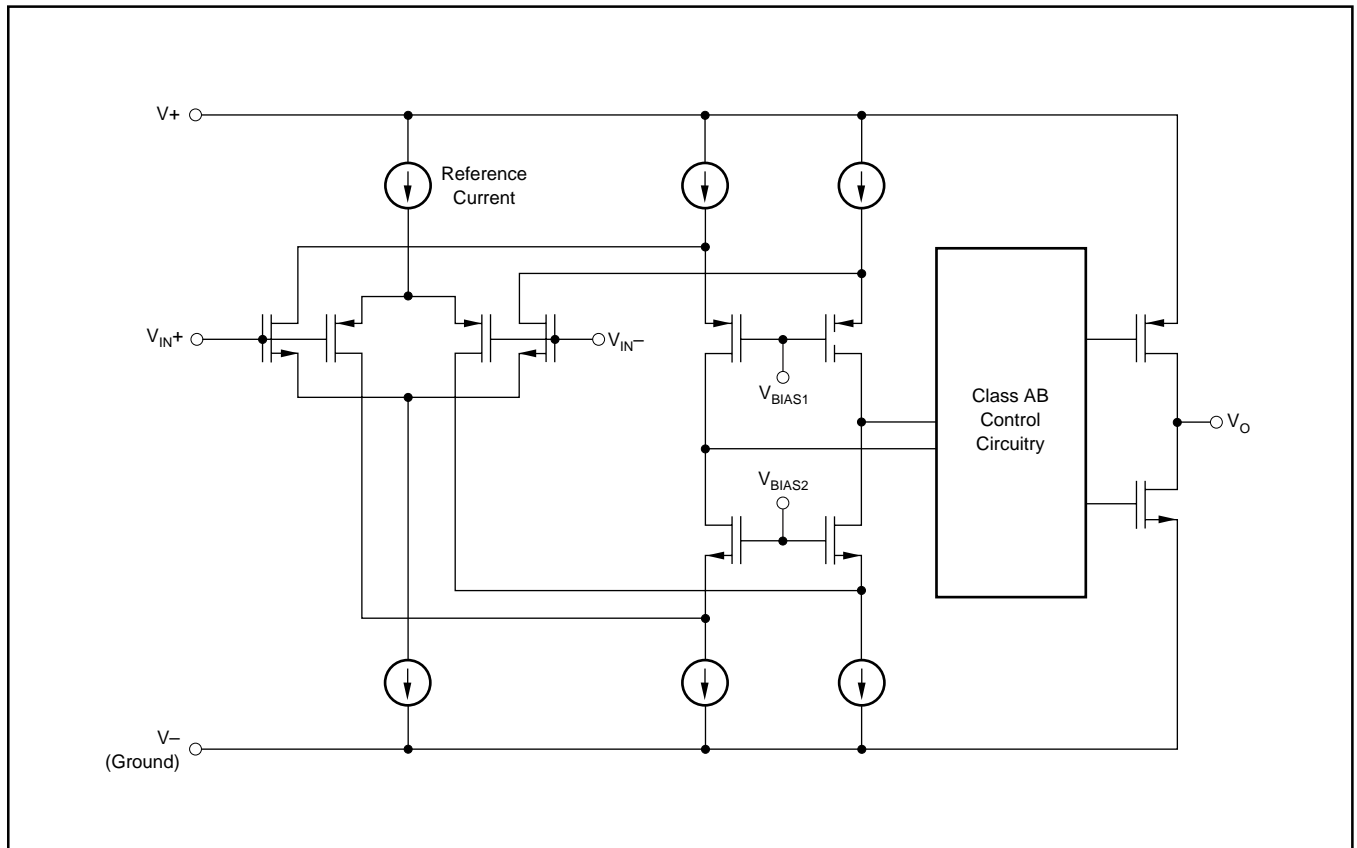 V+
Reference
Current
V_IN+
V_IN–
V_BIAS1
Class AB
Control
Circuitry
V_O
V_BIAS2
V–
(Ground)